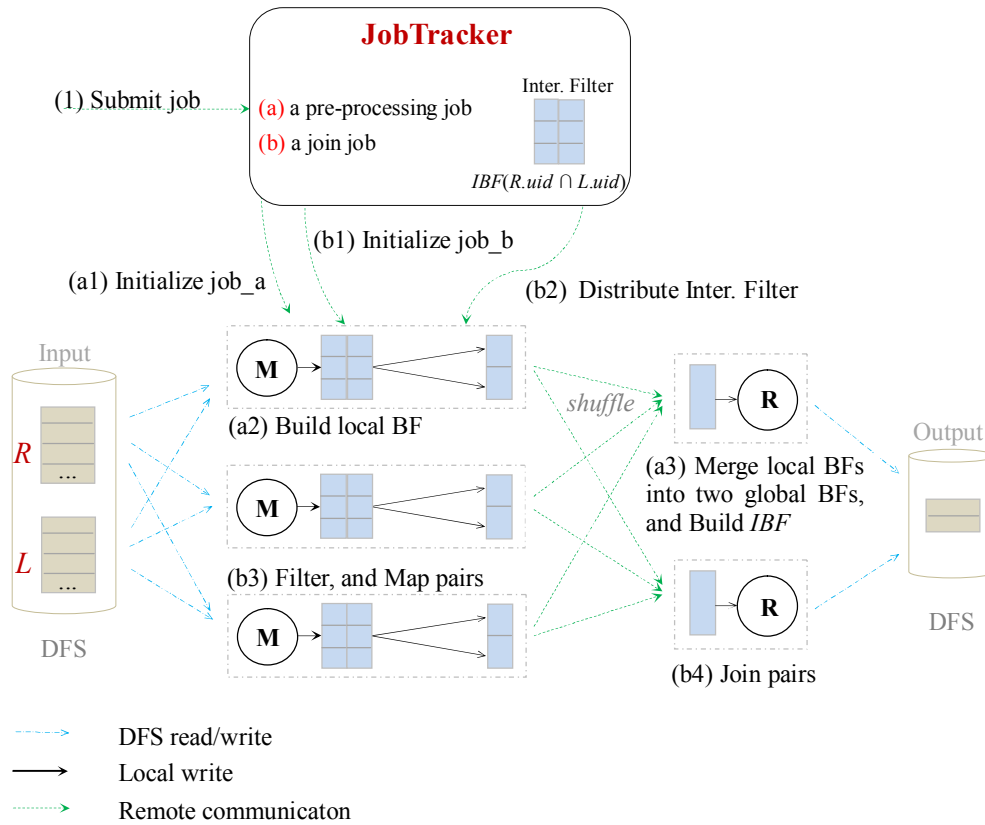 JobTracker
(1) Submit job
(a) a pre-processing job
(b) a join job
Inter. Filter
IBF(R.uid ∩ L.uid)
(b1) Initialize job_b
(a1) Initialize job_a
(b2) Distribute Inter. Filter
Input
R
...
L
...
DFS
M
(a2) Build local BF
M
(b3) Filter, and Map pairs
M
shuffle
R
(a3) Merge local BFs
into two global BFs,
and Build IBF
R
(b4) Join pairs
Output
DFS
DFS read/write
Local write
Remote communicaton